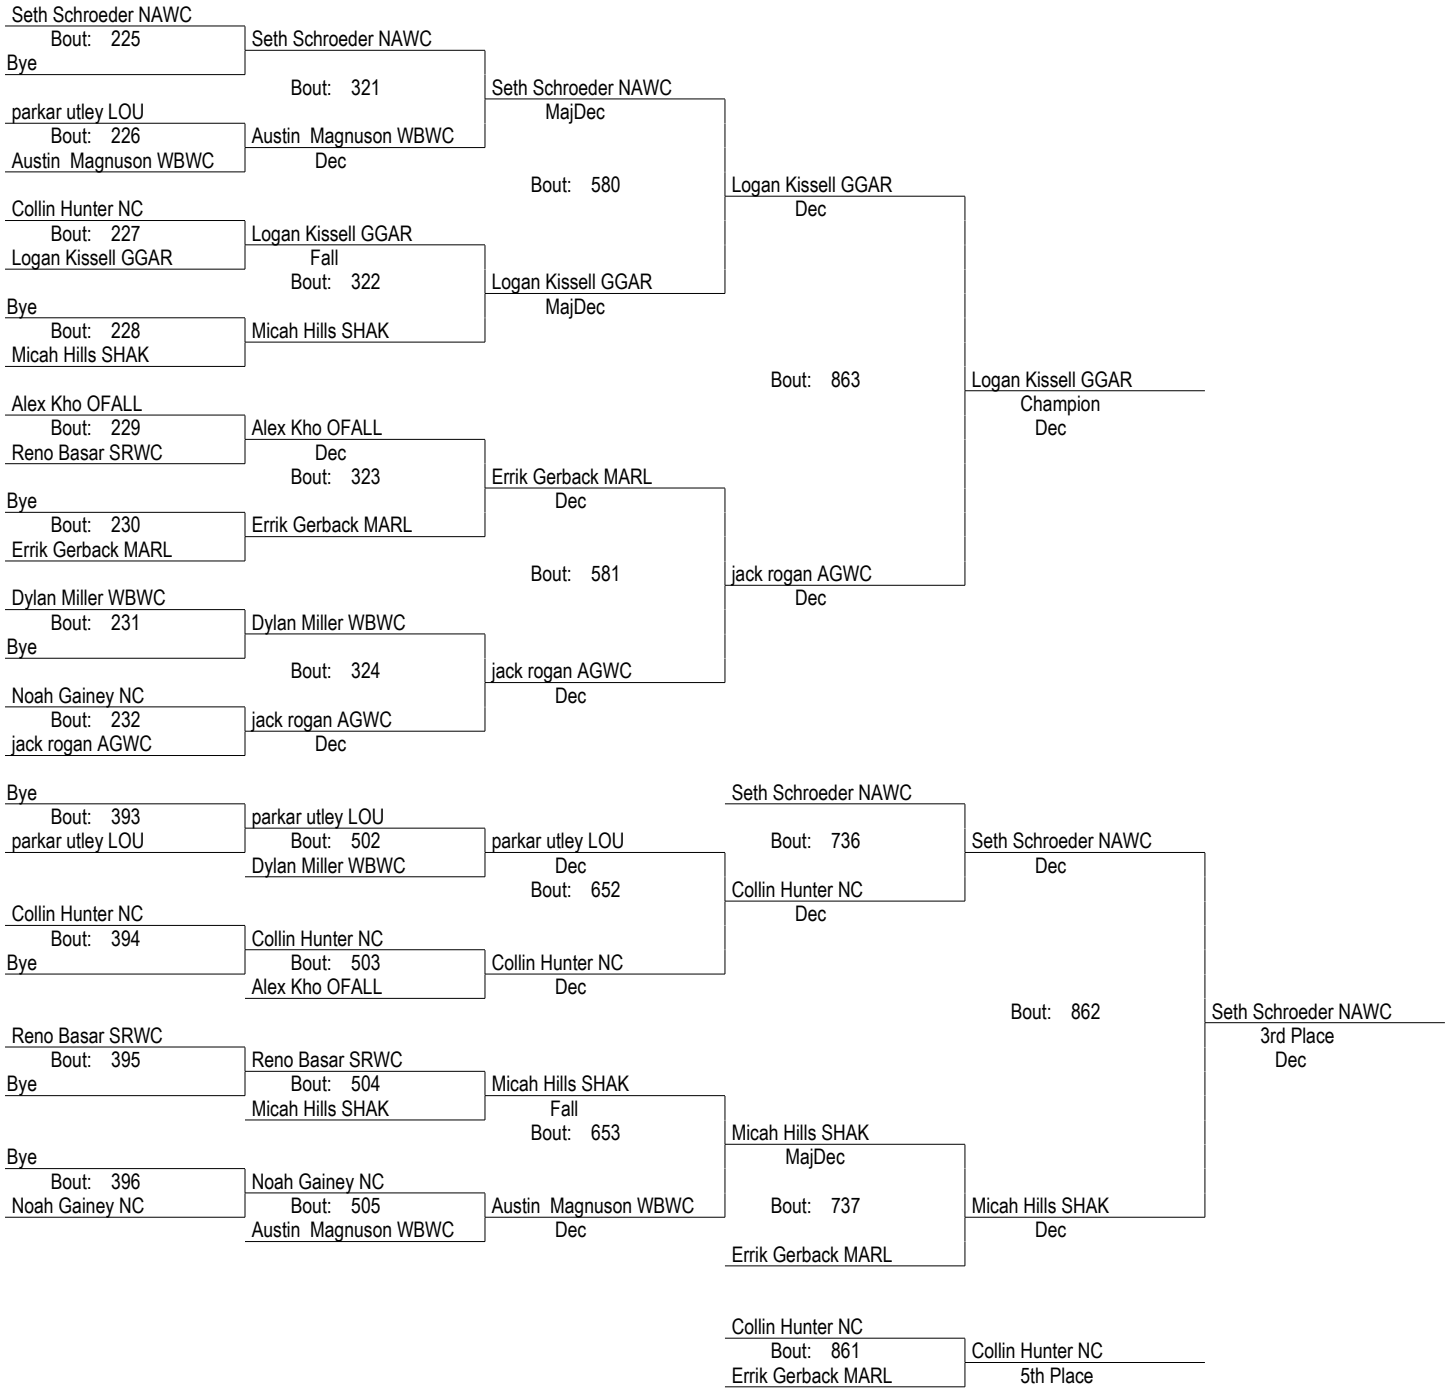 Seth Schroeder NAWC
Bout: 225
Bye
Seth Schroeder NAWC
Bout: 321
parkar utley LOU
Bout: 226
Austin  Magnuson WBWC
Austin  Magnuson WBWC
Dec
Seth Schroeder NAWC
MajDec
Bout: 580
Collin Hunter NC
Bout: 227
Logan Kissell GGAR
Logan Kissell GGAR
Fall
Bout: 322
Bye
Bout: 228
Micah Hills SHAK
Micah Hills SHAK
Logan Kissell GGAR
MajDec
Logan Kissell GGAR
Dec
Bout: 863
Alex Kho OFALL
Bout: 229
Reno Basar SRWC
Alex Kho OFALL
Dec
Bout: 323
Bye
Bout: 230
Errik Gerback MARL
Errik Gerback MARL
Errik Gerback MARL
Dec
Bout: 581
Dylan Miller WBWC
Bout: 231
Bye
Dylan Miller WBWC
Bout: 324
Noah Gainey NC
Bout: 232
jack rogan AGWC
jack rogan AGWC
Dec
jack rogan AGWC
Dec
jack rogan AGWC
Dec
Logan Kissell GGAR
Champion
Dec
Bye
Bout: 393
parkar utley LOU
parkar utley LOU
Bout: 502
Dylan Miller WBWC
parkar utley LOU
Dec
Bout: 652
Collin Hunter NC
Bout: 394
Bye
Collin Hunter NC
Bout: 503
Alex Kho OFALL
Collin Hunter NC
Dec
Seth Schroeder NAWC
Bout: 736
Collin Hunter NC
Dec
Seth Schroeder NAWC
Dec
Bout: 862
Reno Basar SRWC
Bout: 395
Bye
Reno Basar SRWC
Bout: 504
Micah Hills SHAK
Micah Hills SHAK
Fall
Bout: 653
Bye
Bout: 396
Noah Gainey NC
Noah Gainey NC
Bout: 505
Austin  Magnuson WBWC
Austin  Magnuson WBWC
Dec
Micah Hills SHAK
MajDec
Bout: 737
Errik Gerback MARL
Micah Hills SHAK
Dec
Seth Schroeder NAWC
3rd Place
Dec
Collin Hunter NC
Bout: 861
Errik Gerback MARL
Collin Hunter NC
5th Place